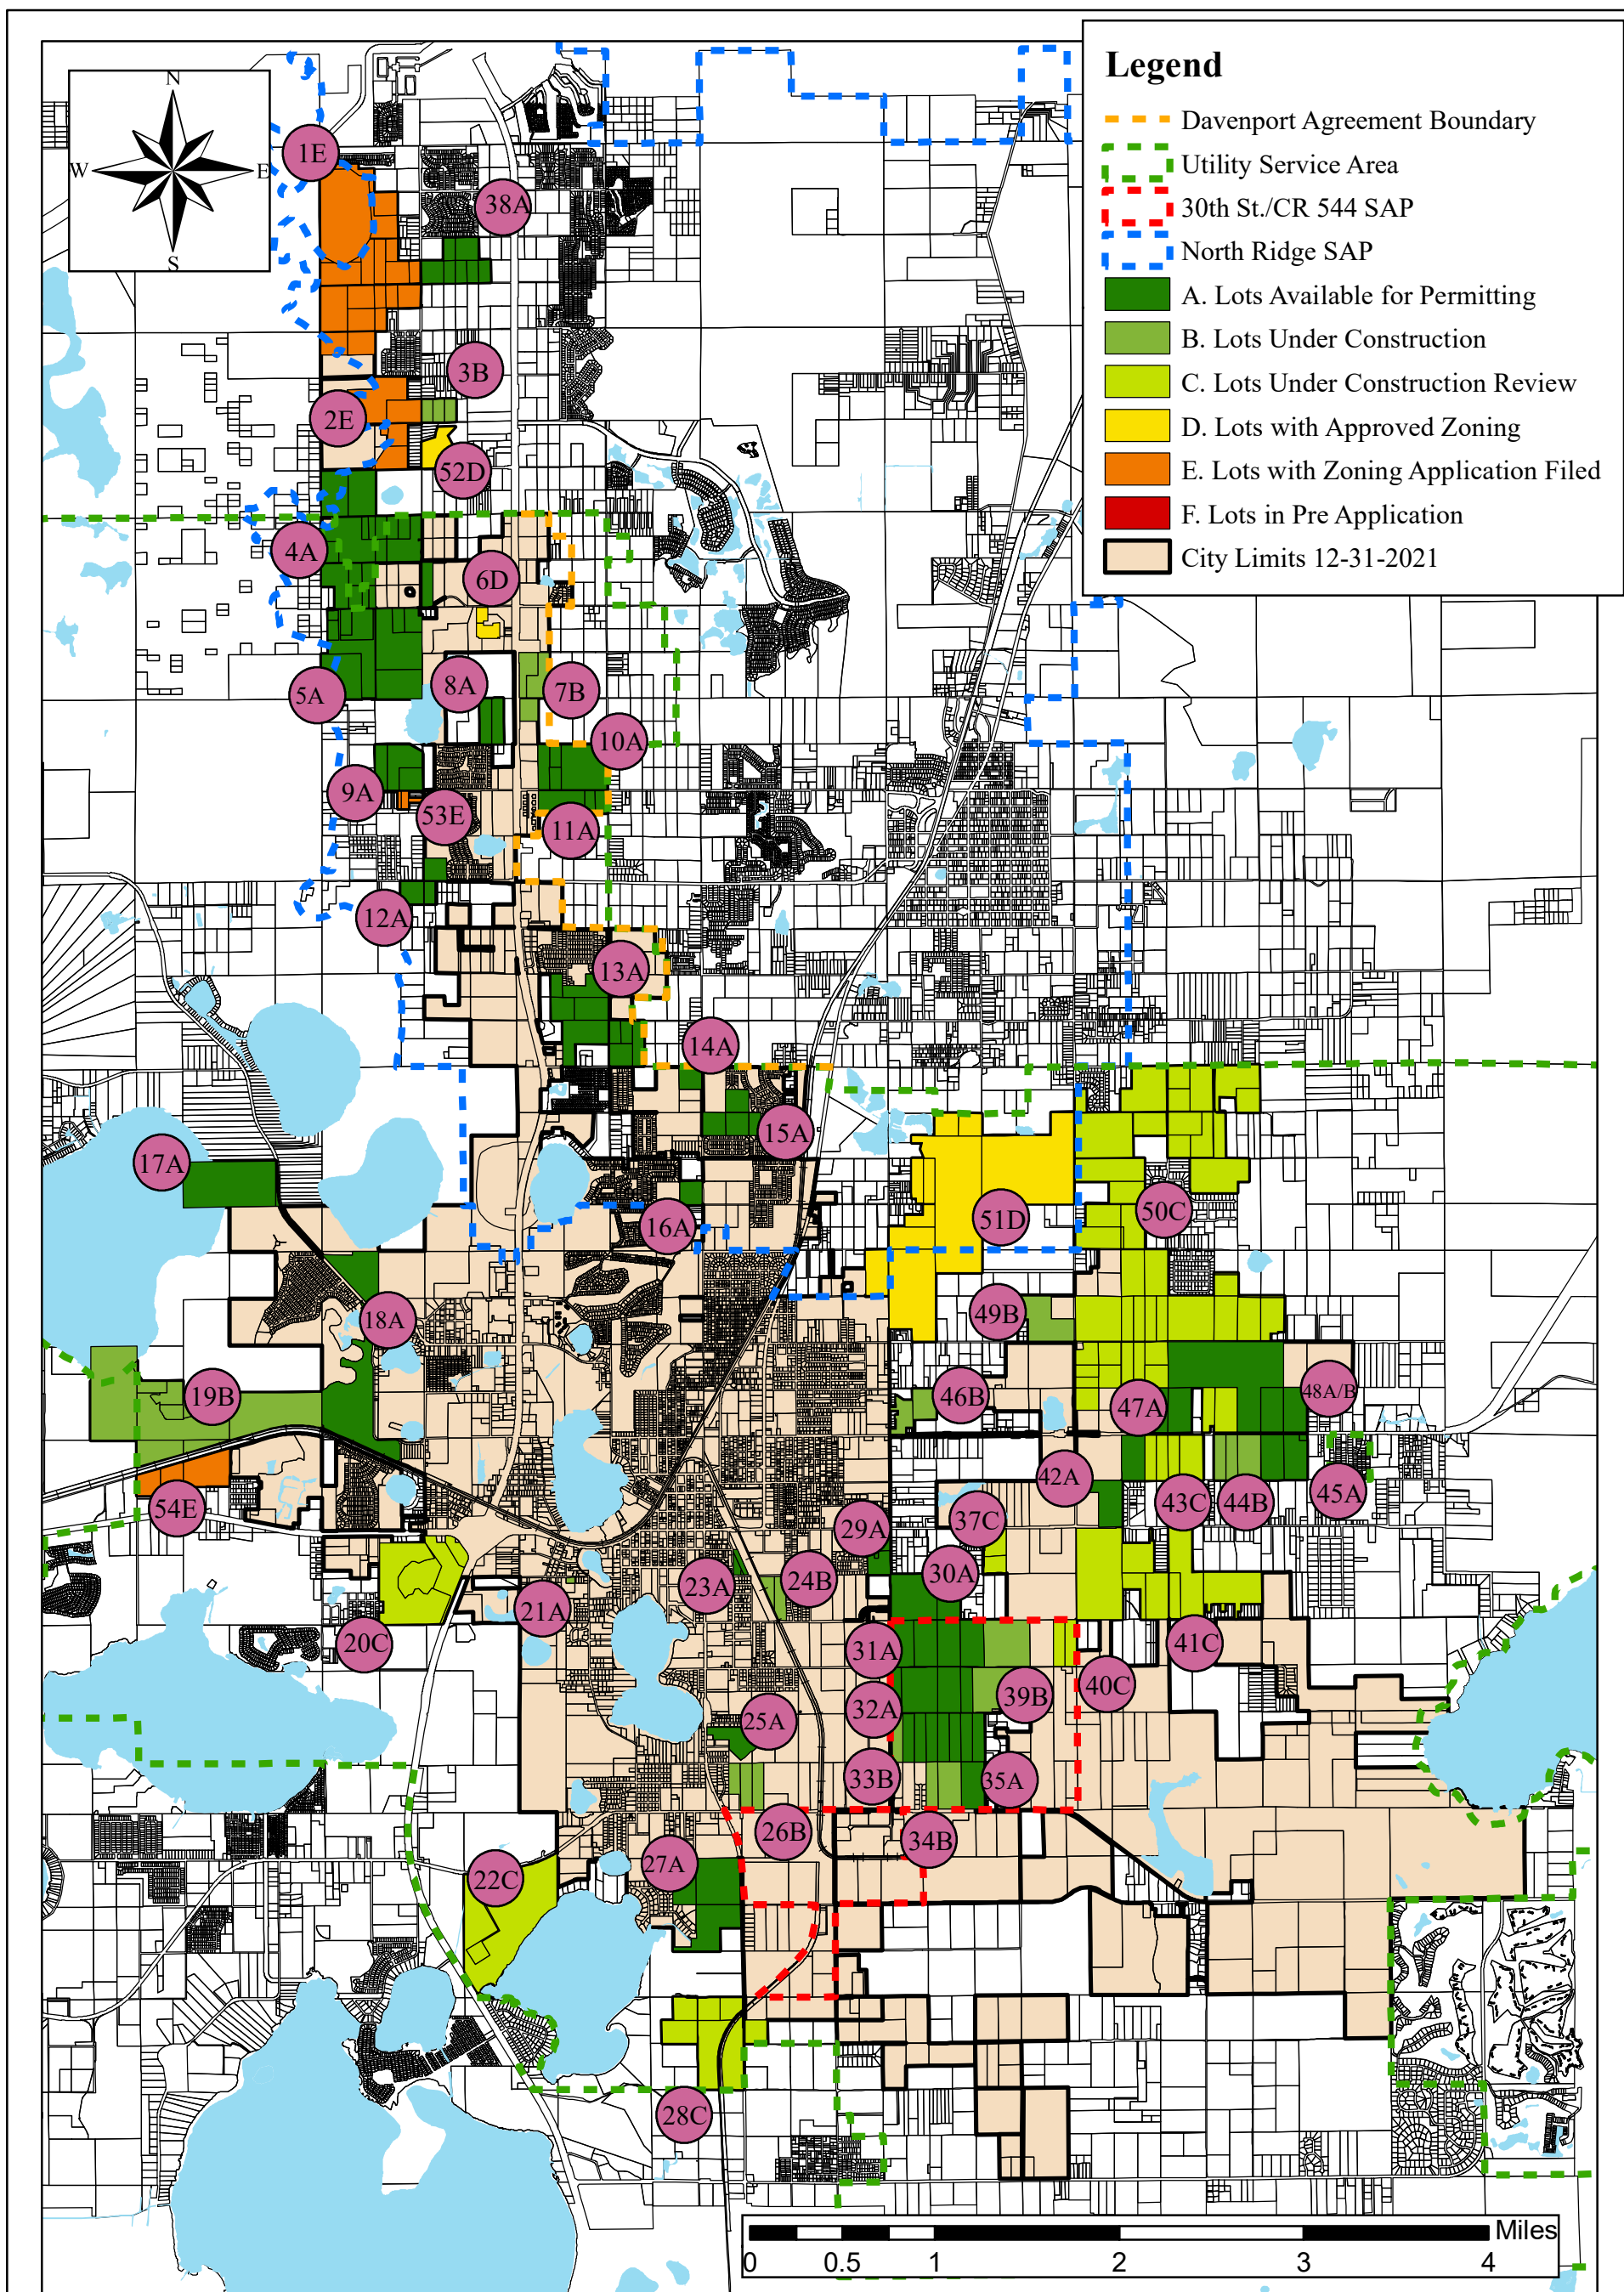 N
W
E
S
Legend
Davenport Agreement Boundary
Utility Service Area
30th St./CR 544 SAP
North Ridge SAP
A. Lots Available for Permitting
B. Lots Under Construction
C. Lots Under Construction Review
D. Lots with Approved Zoning
E. Lots with Zoning Application Filed
F. Lots in Pre Application
City Limits 12-31-2021
1E
38A
3B
2E
52D
4A
6D
5A
8A
7B
10A
9A
53E
11A
12A
13A
14A
15A
17A
16A
51D
50C
18A
49B
19B
46B
47A
48A/B
42A
54E
43C
44B
45A
29A
37C
23A
24B
30A
21A
20C
31A
41C
40C
39B
32A
25A
33B
35A
26B
34B
27A
22C
28C
Miles
0 0.5 1 2 3 4